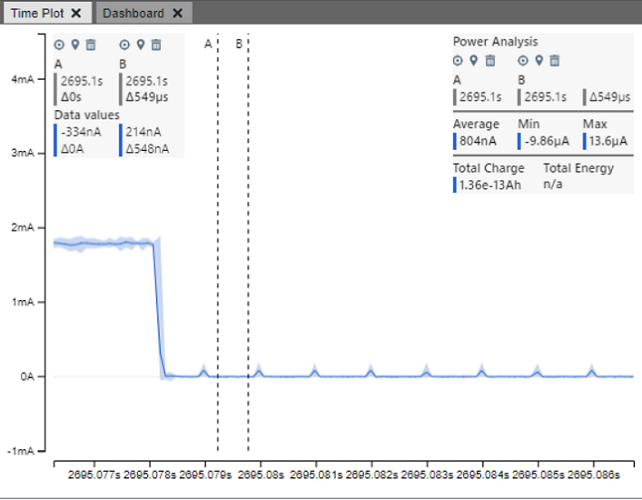 Time Plot
Dashboard
A
B
A B
2695.1s 2695.1s
Δ0s Δ549µs
Data values
-334nA 214nA
Δ0A Δ548nA
Power Analysis
A B
2695.1s 2695.1s Δ549µs
Average Min Max
804nA -9.86µA 13.6µA
Total Charge Total Energy
1.36e-13Ah n/a
4mA
3mA
2mA
1mA
0A
-1mA
2695.077s 2695.078s 2695.079s 2695.08s 2695.081s 2695.082s 2695.083s 2695.084s 2695.085s 2695.086s